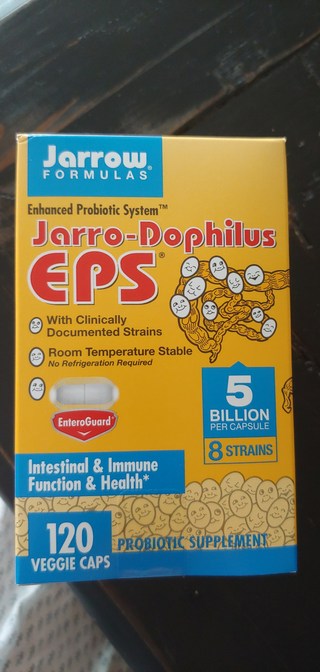 Jarrow®
FORMULAS®
Enhanced Probiotic System™
Jarro-Dophilus
EPS®
With Clinically
Documented Strains
Room Temperature Stable
No Refrigeration Required
EnteroGuard
5
BILLION
PER CAPSULE
8 STRAINS
Intestinal & Immune
Function & Health*
120
VEGGIE CAPS
PROBIOTIC SUPPLEMENT